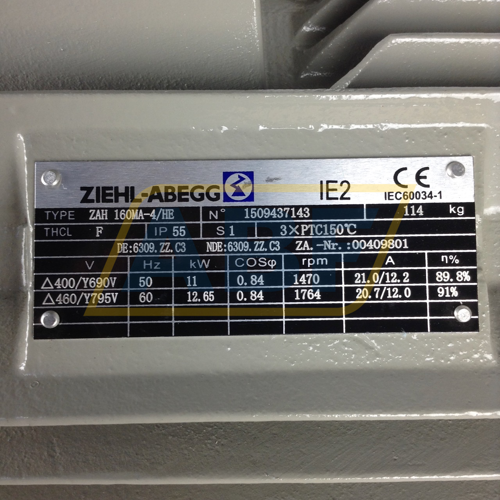 ZIEHL-ABEGG IE2 CE
IEC60034-1
TYPE ZAH 160MA-4/HE N° 1509437143 114 kg
THCL F IP 55 S 1 3×PTC150℃
DE:6309.ZZ.C3 NDE:6309.ZZ.C3 ZA.-Nr.:00409801
V Hz kW COSφ rpm A η%
△400/Y690V 50 11 0.84 1470 21.0/12.2 89.8%
△460/Y795V 60 12.65 0.84 1764 20.7/12.0 91%